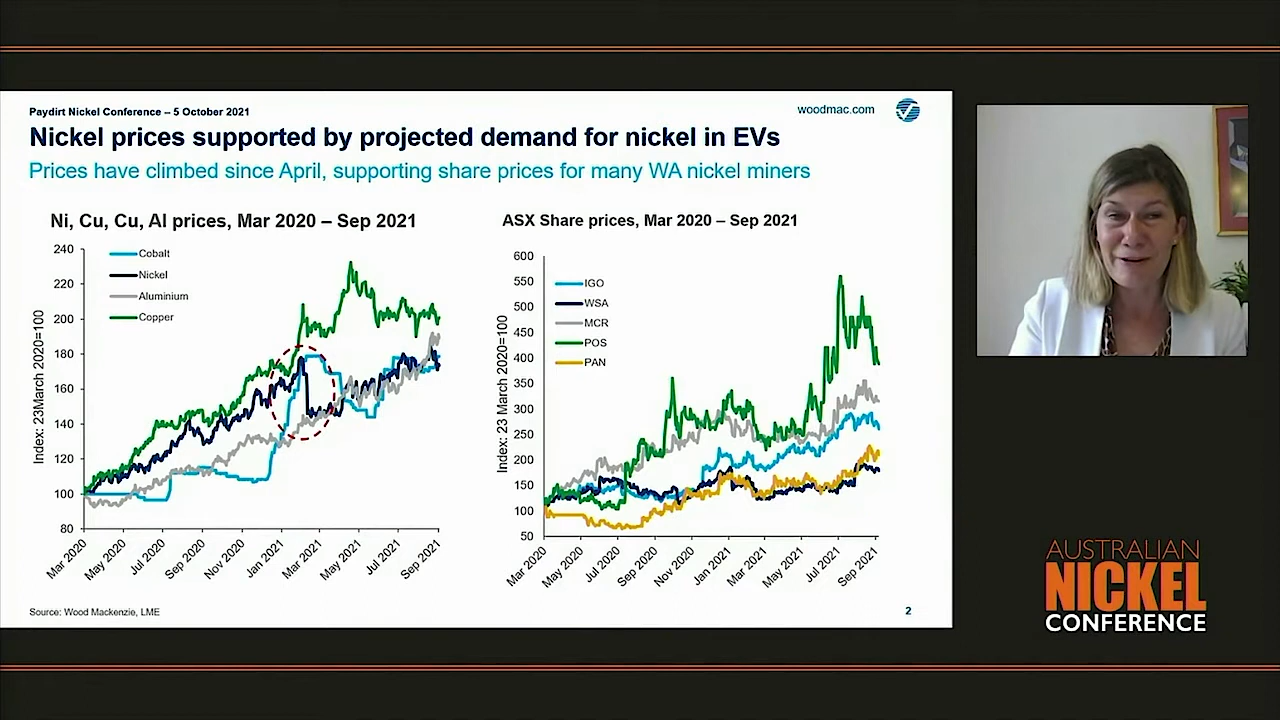 Paydirt Nickel Conference – 5 October 2021
woodmac.com
Nickel prices supported by projected demand for nickel in EVs
Prices have climbed since April, supporting share prices for many WA nickel miners
Ni, Cu, Cu, Al prices, Mar 2020 – Sep 2021
Index: 23March 2020=100
240
220
200
180
160
140
120
100
80
Cobalt
Nickel
Aluminium
Copper
Mar 2020
May 2020
Jul 2020
Sep 2020
Nov 2020
Jan 2021
Mar 2021
May 2021
Jul 2021
Sep 2021
ASX Share prices, Mar 2020 – Sep 2021
Index: 23 March 2020=100
600
550
500
450
400
350
300
250
200
150
100
50
IGO
WSA
MCR
POS
PAN
Mar 2020
May 2020
Jul 2020
Sep 2020
Nov 2020
Jan 2021
Mar 2021
May 2021
Jul 2021
Sep 2021
Source: Wood Mackenzie, LME
2
AUSTRALIAN
NICKEL
CONFERENCE